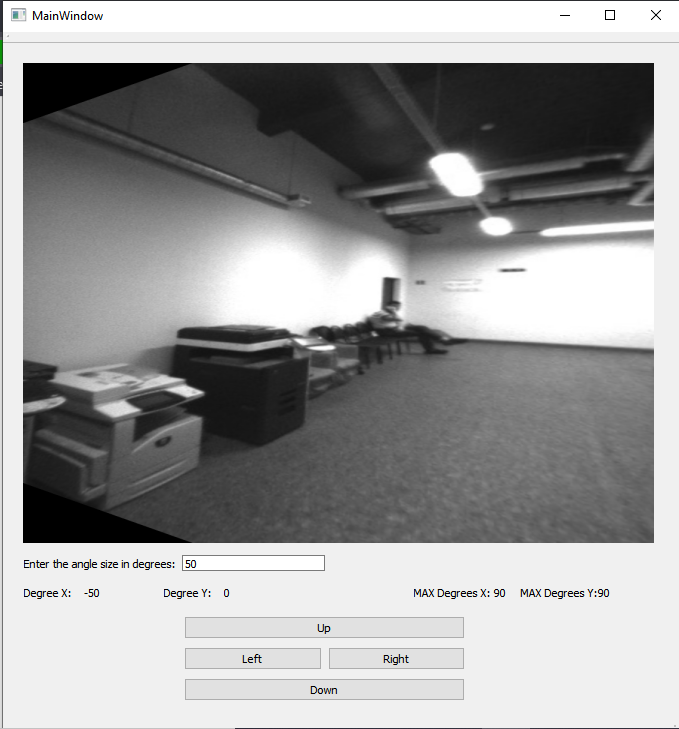 MainWindow
Enter the angle size in degrees: 50
Degree X: -50 Degree Y: 0 MAX Degrees X: 90 MAX Degrees Y:90
Up
Left Right
Down